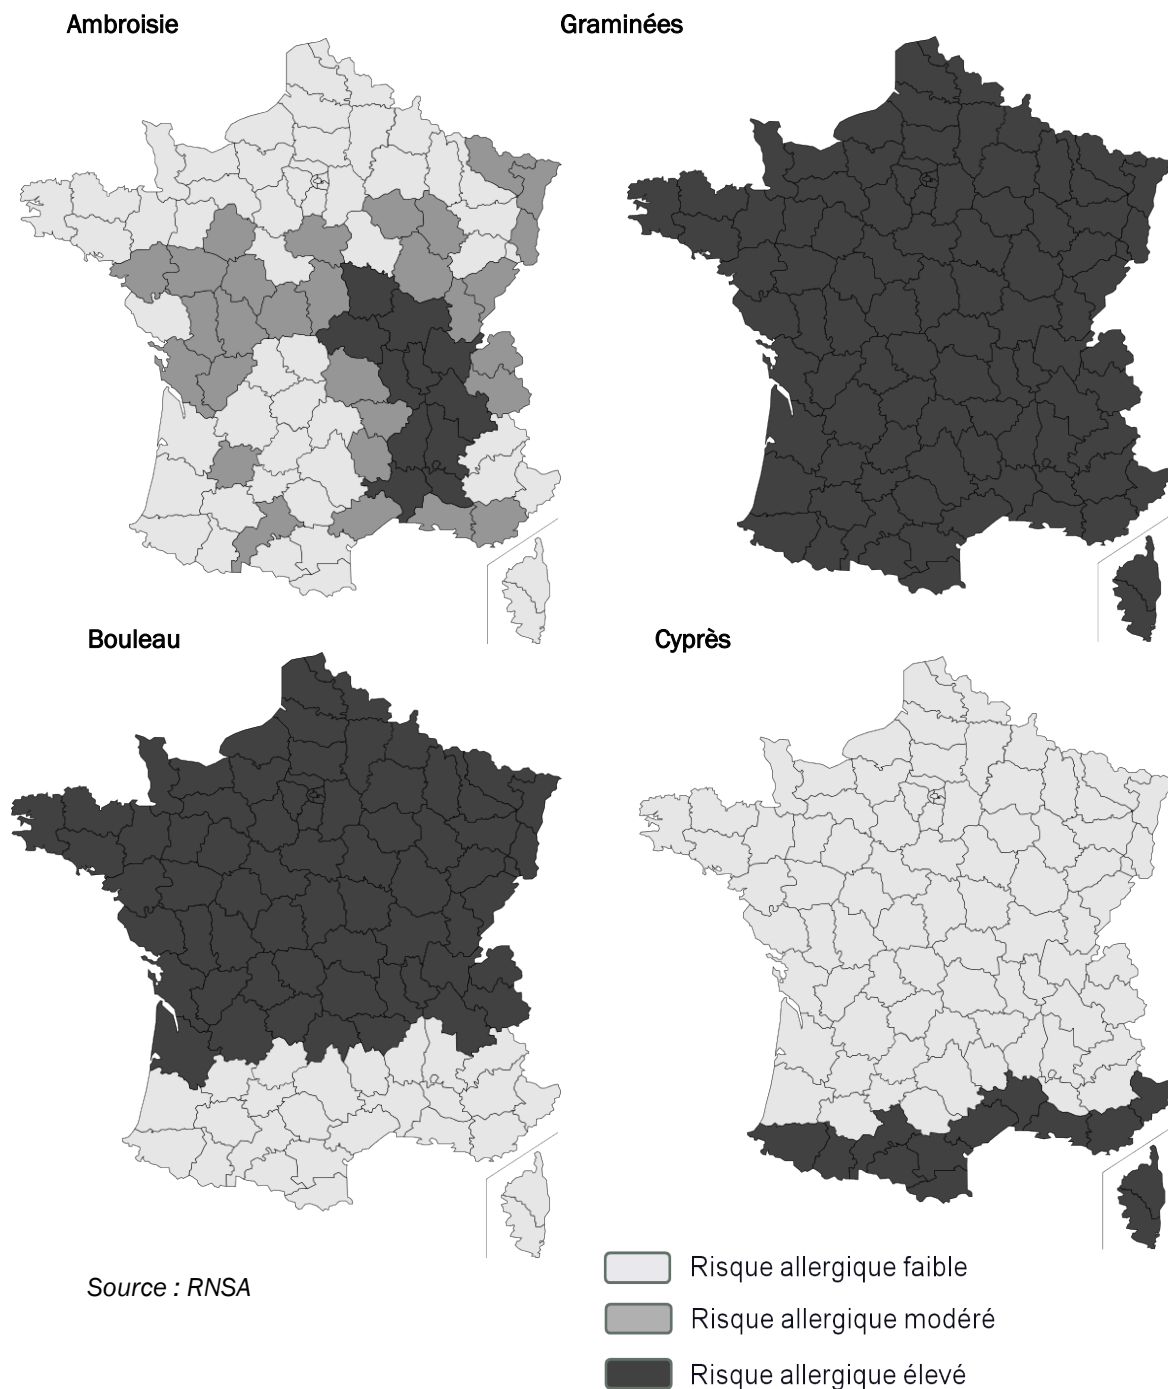 Ambroisie
Graminées
Bouleau
Cyprès
Source : RNSA
Risque allergique faible
Risque allergique modéré
Risque allergique élevé